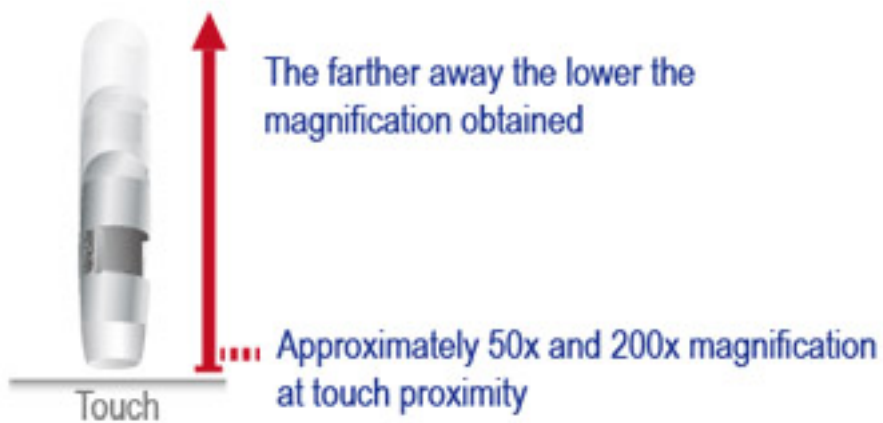 The farther away the lower the
magnification obtained
Approximately 50x and 200x magnification
at touch proximity
Touch